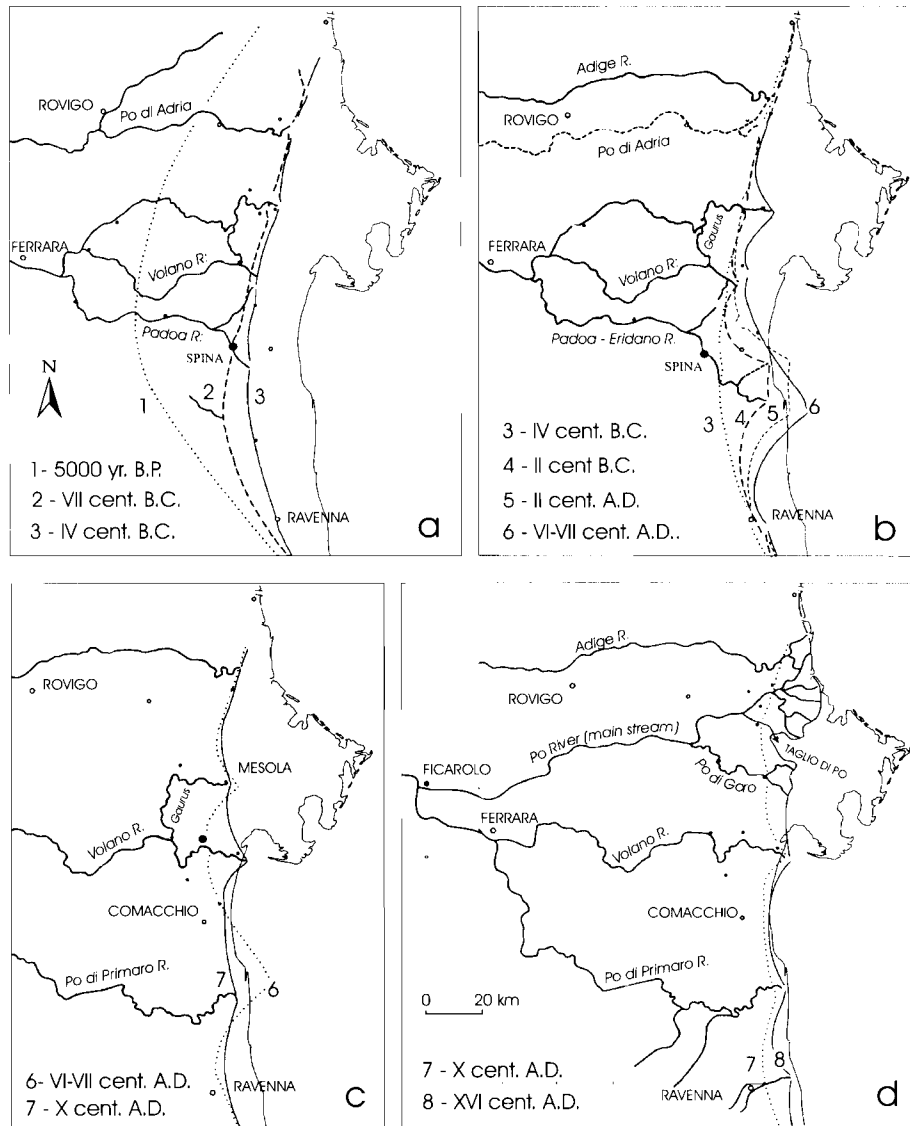 ROVIGO
Po di Adria
FERRARA
Volano R.
Padoa R.
SPINA
N
1
2
3
RAVENNA
1- 5000 yr. B.P.
2 - VII cent. B.C.
3 - IV cent. B.C.
a
Adige R.
ROVIGO
Po di Adria
Gaurus
FERRARA
Volano R.
Padoa - Eridano R.
SPINA
3
4
5
6
3 - IV cent. B.C.
4 - II cent B.C.
5 - II cent. A.D.
6 - VI-VII cent. A.D..
RAVENNA
b
ROVIGO
MESOLA
Gaurus
Volano R.
COMACCHIO
Po di Primaro R.
7
6
6- VI-VII cent. A.D.
7 - X cent. A.D.
RAVENNA
c
Adige R.
ROVIGO
Po River (main stream)
TAGLIO DI PO
Po di Goro
FICAROLO
FERRARA
Volano R.
COMACCHIO
Po di Primaro R.
0 20 km
7 - X cent. A.D.
8 - XVI cent. A.D.
7
8
RAVENNA
d